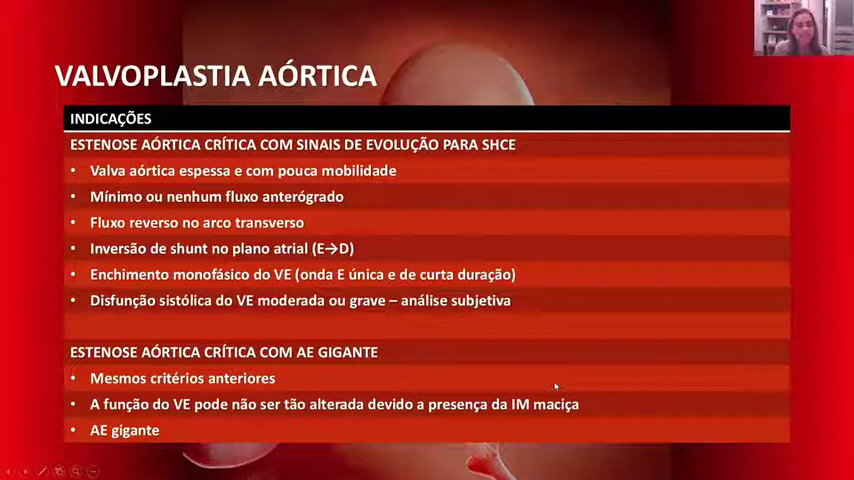 VALVOPLASTIA AÓRTICA
INDICAÇÕES
ESTENOSE AÓRTICA CRÍTICA COM SINAIS DE EVOLUÇÃO PARA SHCE
• Valva aórtica espessa e com pouca mobilidade
• Mínimo ou nenhum fluxo anterógrado
• Fluxo reverso no arco transverso
• Inversão de shunt no plano atrial (E→D)
• Enchimento monofásico do VE (onda E única e de curta duração)
• Disfunção sistólica do VE moderada ou grave – análise subjetiva
ESTENOSE AÓRTICA CRÍTICA COM AE GIGANTE
• Mesmos critérios anteriores
• A função do VE pode não ser tão alterada devido a presença da IM maciça
• AE gigante